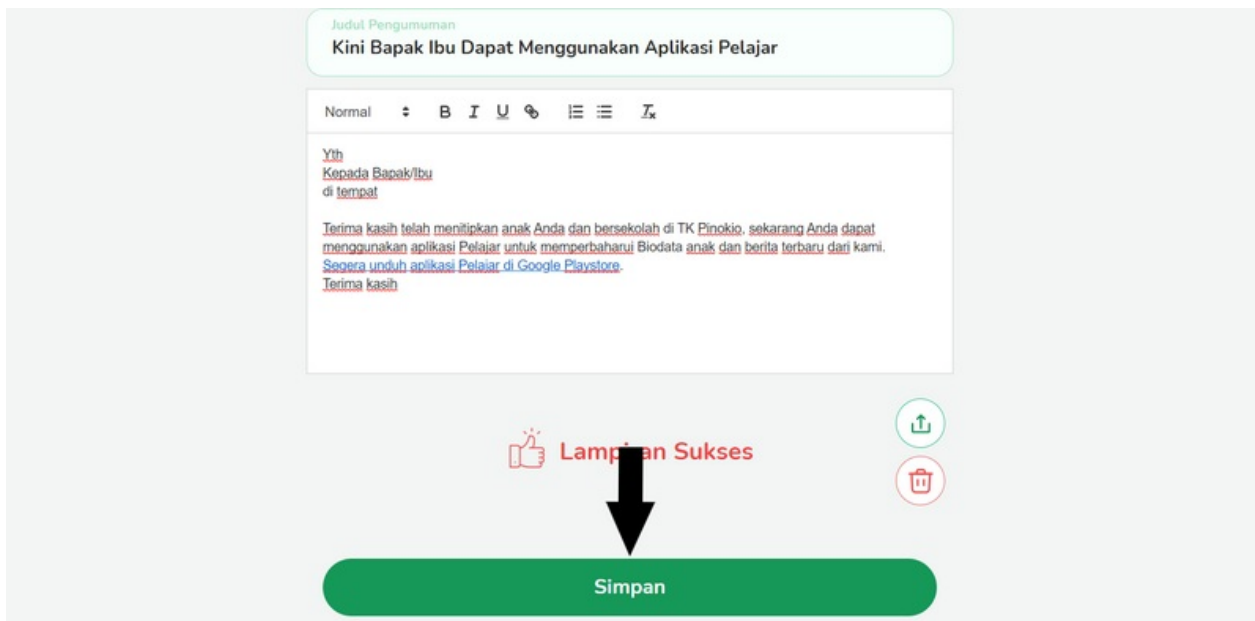 Judul Pengumuman
Kini Bapak Ibu Dapat Menggunakan Aplikasi Pelajar
Normal B I U Tx
Yth
Kepada Bapak/Ibu
di tempat
Terima kasih telah menitipkan anak Anda dan bersekolah di TK Pinokio, sekarang Anda dapat
menggunakan aplikasi Pelajar untuk memperbaharui Biodata anak dan berita terbaru dari kami.
Segera unduh aplikasi Pelajar di Google Playstore.
Terima kasih
Lampiran Sukses
Simpan